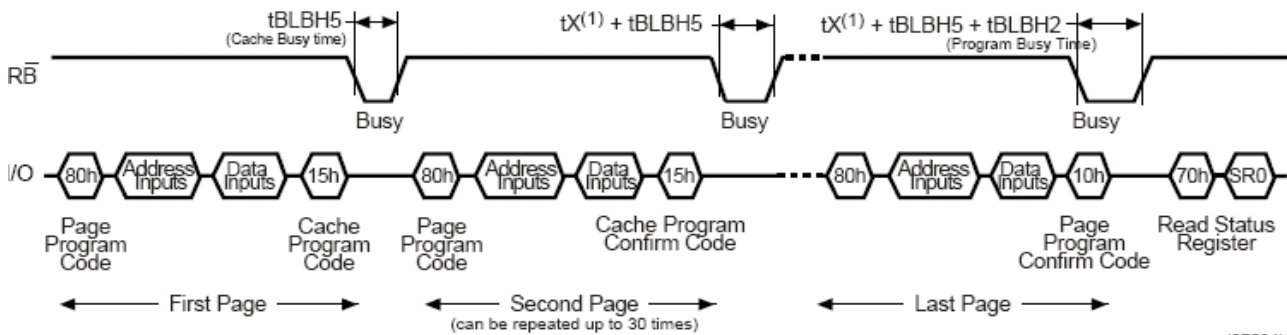 tBLBH5
(Cache Busy time)
tX(1) + tBLBH5
tX(1) + tBLBH5 + tBLBH2
(Program Busy Time)
RB̅
Busy
Busy
Busy
I/O
80h
Address Inputs
Data Inputs
15h
80h
Address Inputs
Data Inputs
15h
80h
Address Inputs
Data Inputs
10h
70h
SR0
Page
Program
Code
Cache
Program
Code
Page
Program
Code
Cache Program
Confirm Code
Page
Program
Confirm Code
Read Status
Register
First Page
Second Page
(can be repeated up to 30 times)
Last Page